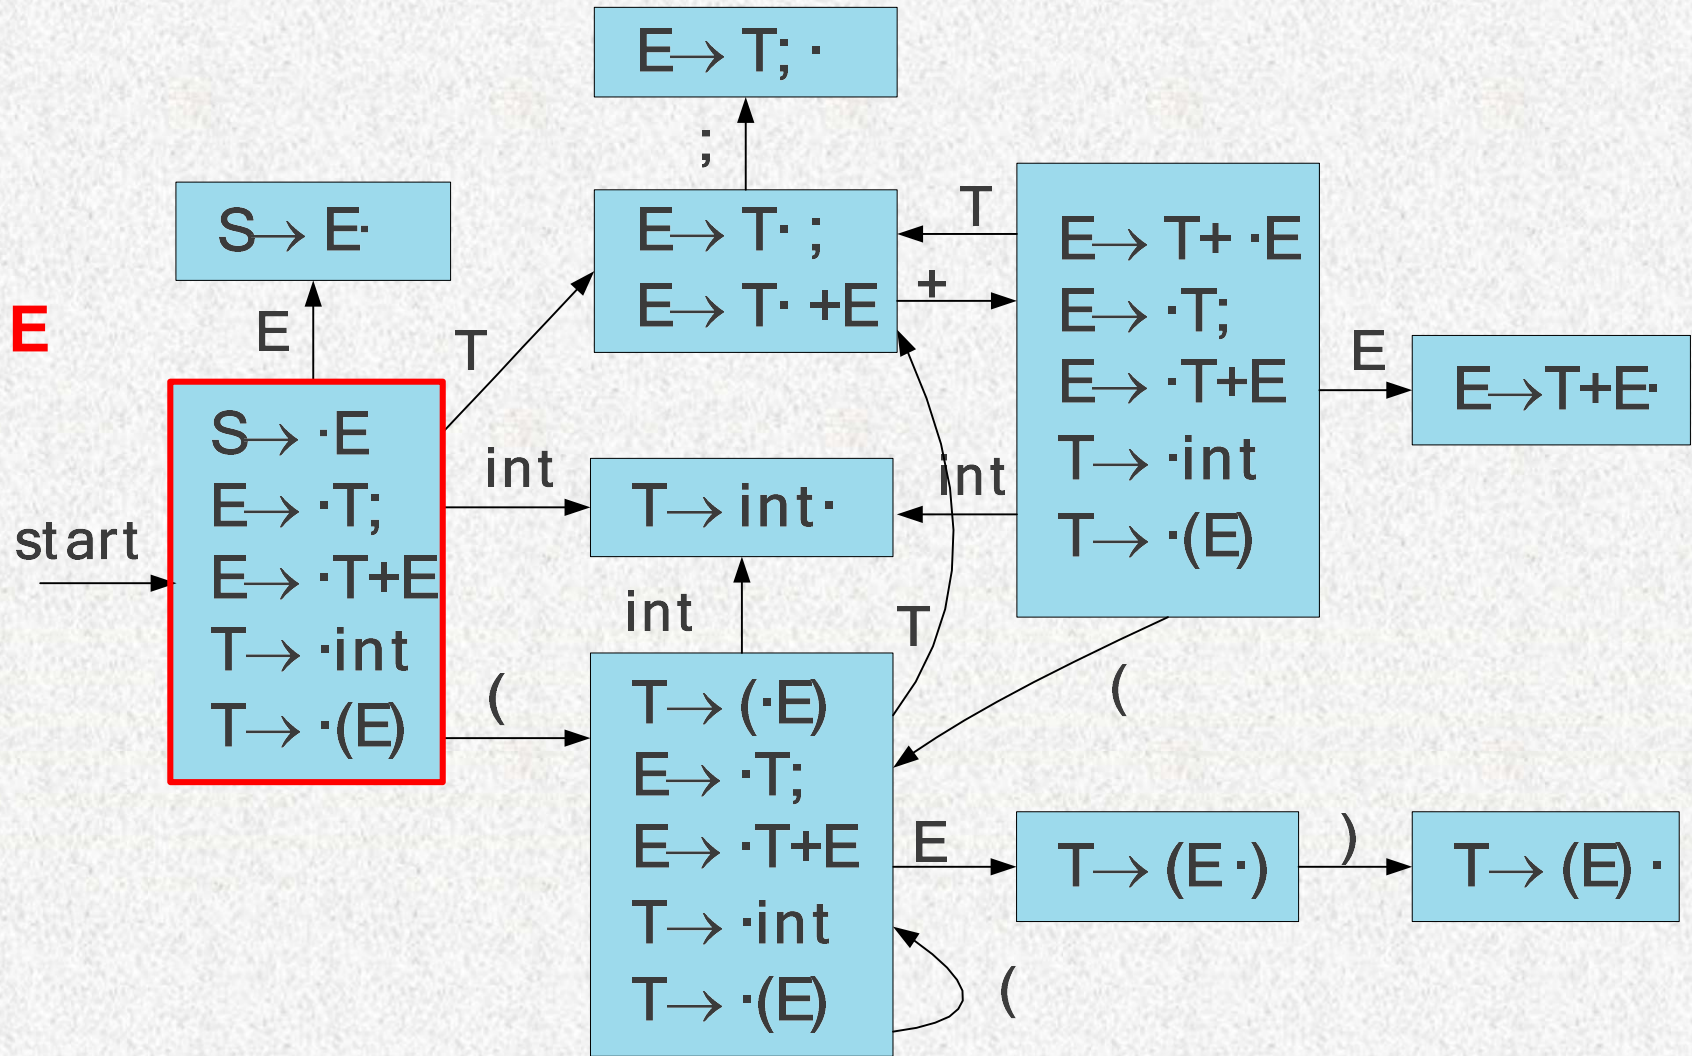 E→ T; ·
;
S→ E·
E→ T· ;
E→ T· +E
T
+
E→ T+ ·E
E→ ·T;
E→ ·T+E
T→ ·int
T→ ·(E)
E
E
T
E
E→T+E·
start
S→ ·E
E→ ·T;
E→ ·T+E
T→ ·int
T→ ·(E)
int
T→ int·
int
int
T
(
(
T→ (·E)
E→ ·T;
E→ ·T+E
T→ ·int
T→ ·(E)
E
T→ (E ·)
)
T→ (E) ·
(